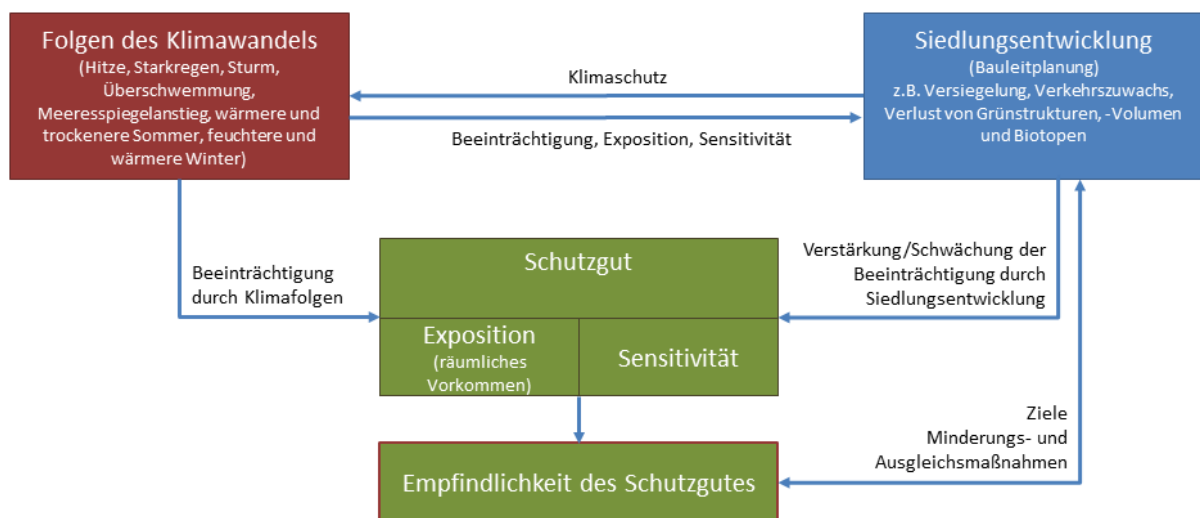 Folgen des Klimawandels
(Hitze, Starkregen, Sturm,
Überschwemmung,
Meeresspiegelanstieg, wärmere und
trockenere Sommer, feuchtere und
wärmere Winter)
Klimaschutz
Beeinträchtigung, Exposition, Sensitivität
Siedlungsentwicklung
(Bauleitplanung)
z.B. Versiegelung, Verkehrszuwachs,
Verlust von Grünstrukturen, -Volumen
und Biotopen
Beeinträchtigung
durch Klimafolgen
Schutzgut
Exposition
(räumliches
Vorkommen)
Sensitivität
Verstärkung/Schwächung der
Beeinträchtigung durch
Siedlungsentwicklung
Ziele
Minderungs- und
Ausgleichsmaßnahmen
Empfindlichkeit des Schutzgutes